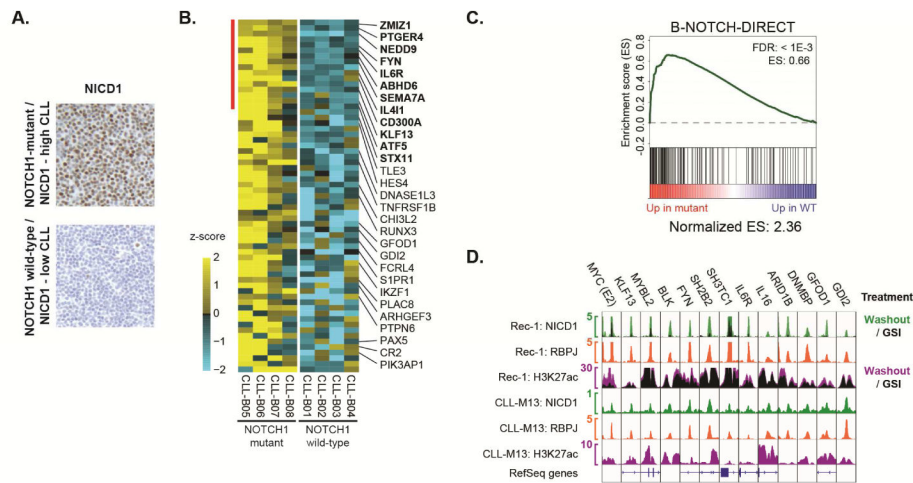 A.
NICD1
NOTCH1-mutant /
NICD1 - high CLL
NOTCH1 wild-type /
NICD1 - low CLL
B.
ZMIZ1
PTGER4
NEDD9
FYN
IL6R
ABHD6
SEMA7A
IL4I1
CD300A
KLF13
ATF5
STX11
TLE3
HES4
DNASE1L3
TNFRSF1B
CHI3L2
RUNX3
GFOD1
GDI2
FCRL4
S1PR1
IKZF1
PLAC8
ARHGEF3
PTPN6
PAX5
CR2
PIK3AP1
z-score
2
1
0
−1
−2
CLL-B05
CLL-B06
CLL-B07
CLL-B08
CLL-B01
CLL-B02
CLL-B03
CLL-B04
NOTCH1
mutant
NOTCH1
wild-type
C.
B-NOTCH-DIRECT
FDR: < 1E-3
ES: 0.66
Enrichment score (ES)
0.8
0.6
0.4
0.2
0.0
-0.2
Up in mutant
Up in WT
Normalized ES: 2.36
D.
MYC (E2)
KLF13
MYBL2
BLK
FYN
SH2B2
SH3TC1
IL6R
IL16
ARID1B
DNMBP
GFOD1
GDI2
Treatment
Rec-1: NICD1
5
Washout
/ GSI
Rec-1: RBPJ
5
Rec-1: H3K27ac
30
Washout
/ GSI
CLL-M13: NICD1
1
CLL-M13: RBPJ
5
CLL-M13: H3K27ac
10
RefSeq genes